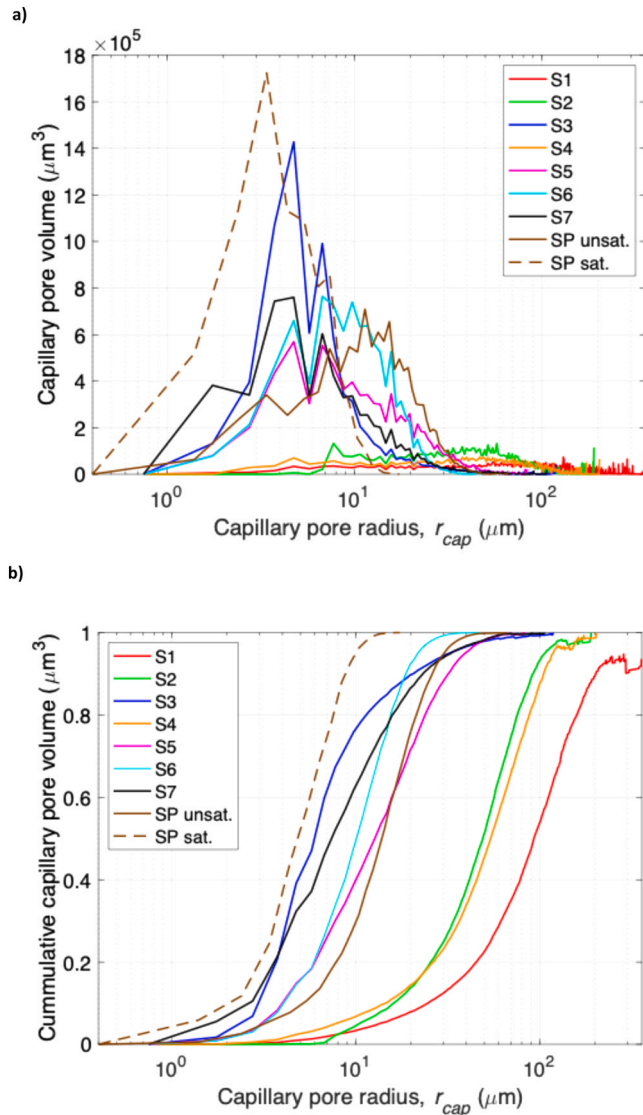 a)
×10⁵
18
16
14
12
10
8
6
4
2
0
Capillary pore volume (μm³)
S1
S2
S3
S4
S5
S6
S7
SP unsat.
SP sat.
10⁰ 10¹ 10²
Capillary pore radius, r_cap (μm)
b)
1
0.8
0.6
0.4
0.2
0
Cummulative capillary pore volume (μm³)
S1
S2
S3
S4
S5
S6
S7
SP unsat.
SP sat.
10⁰ 10¹ 10²
Capillary pore radius, r_cap (μm)